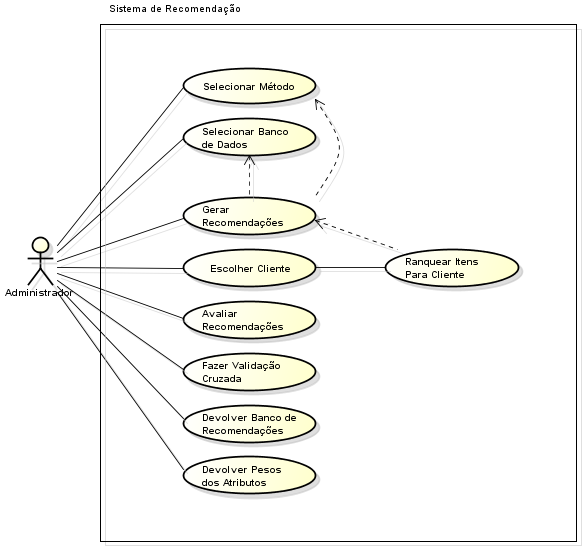 Sistema de Recomendação
Selecionar Método
Selecionar Banco
de Dados
Gerar
Recomendações
Administrador
Escolher Cliente
Ranquear Itens
Para Cliente
Avaliar
Recomendações
Fazer Validação
Cruzada
Devolver Banco de
Recomendações
Devolver Pesos
dos Atributos